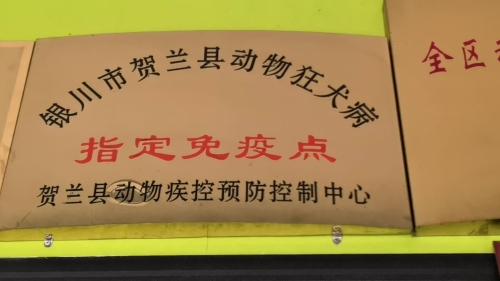 银川市贺兰县动物狂犬病
指定免疫点
贺兰县动物疾控预防控制中心
全区